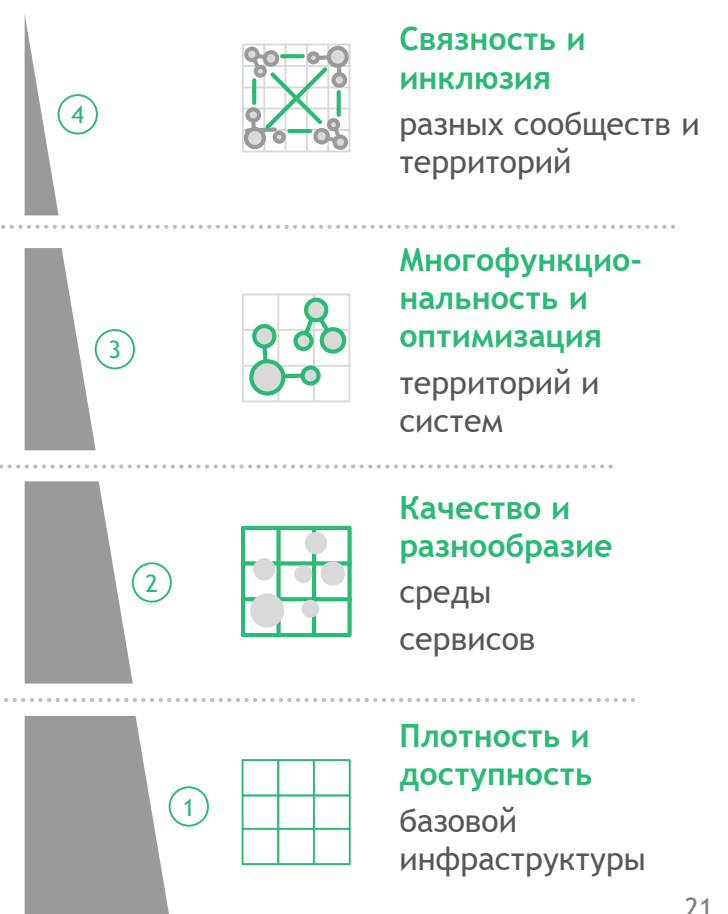 4
Связность и
инклюзия
разных сообществ и
территорий
3
Многофункцио-
нальность и
оптимизация
территорий и
систем
2
Качество и
разнообразие
среды
сервисов
1
Плотность и
доступность
базовой
инфраструктуры
21